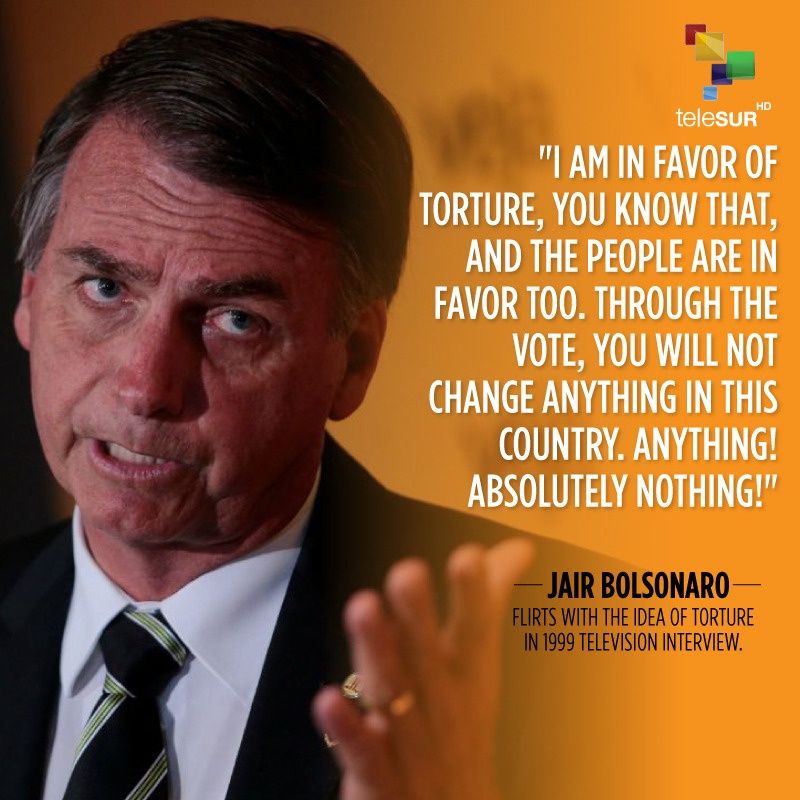 teleSUR HD
"I AM IN FAVOR OF
TORTURE, YOU KNOW THAT,
AND THE PEOPLE ARE IN
FAVOR TOO. THROUGH THE
VOTE, YOU WILL NOT
CHANGE ANYTHING IN THIS
COUNTRY. ANYTHING!
ABSOLUTELY NOTHING!"
JAIR BOLSONARO
FLIRTS WITH THE IDEA OF TORTURE
IN 1999 TELEVISION INTERVIEW.